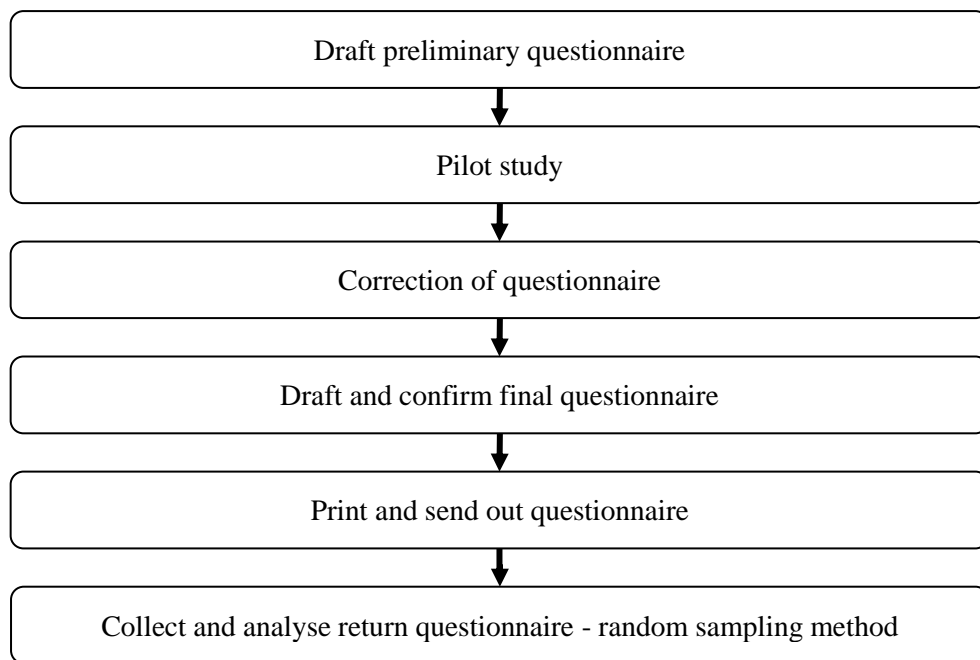 Draft preliminary questionnaire
Pilot study
Correction of questionnaire
Draft and confirm final questionnaire
Print and send out questionnaire
Collect and analyse return questionnaire - random sampling method